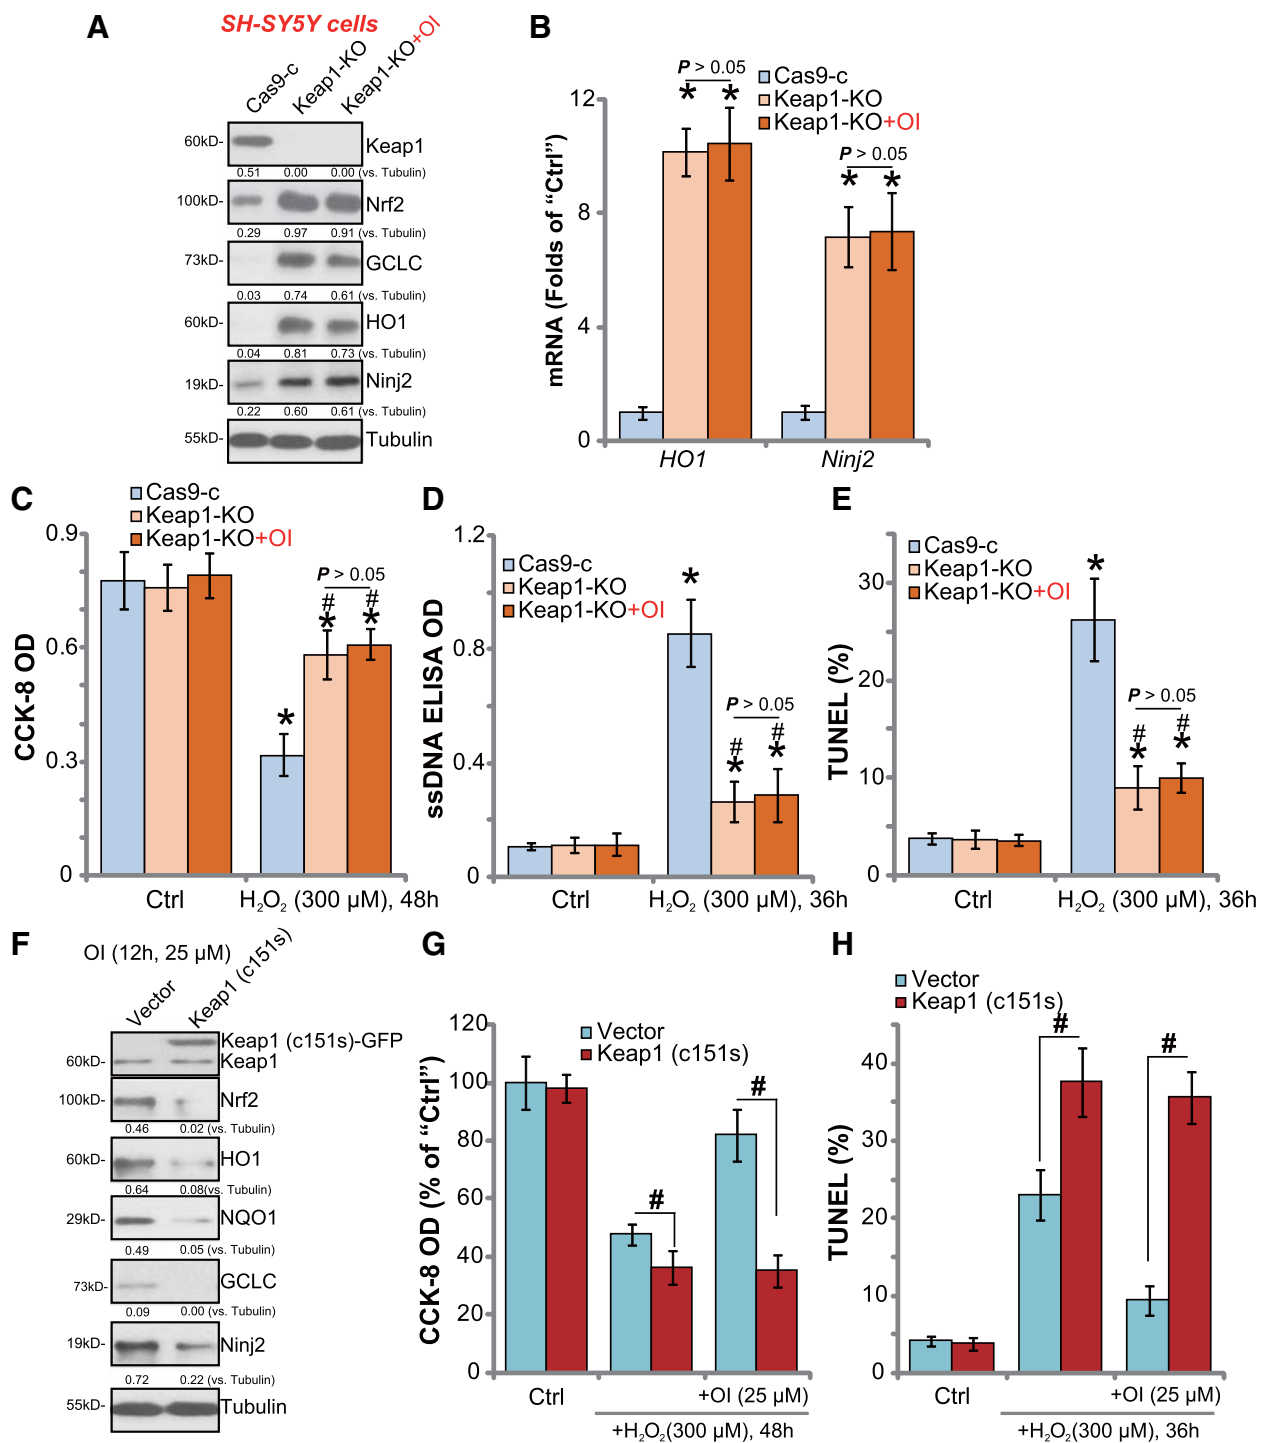 A
SH-SY5Y cells
Cas9-c
Keap1-KO
Keap1-KO+OI
60kD-
Keap1
0.51 0.00 0.00 (vs. Tubulin)
100kD-
Nrf2
0.29 0.97 0.91 (vs. Tubulin)
73kD-
GCLC
0.03 0.74 0.61 (vs. Tubulin)
60kD-
HO1
0.04 0.81 0.73 (vs. Tubulin)
19kD-
Ninj2
0.22 0.60 0.61 (vs. Tubulin)
55kD-
Tubulin
B
P > 0.05
* *
Cas9-c
Keap1-KO
Keap1-KO+OI
P > 0.05
* *
mRNA (Folds of “Ctrl”)
12
8
4
0
HO1 Ninj2
C
Cas9-c
Keap1-KO
Keap1-KO+OI
CCK-8 OD
0.9
0.6
0.3
0
P > 0.05
# #
* * *
Ctrl
H2O2 (300 µM), 48h
D
Cas9-c
Keap1-KO
Keap1-KO+OI
ssDNA ELISA OD
1.2
0.8
0.4
0
*
P > 0.05
# #
* *
Ctrl
H2O2 (300 µM), 36h
E
Cas9-c
Keap1-KO
Keap1-KO+OI
TUNEL (%)
30
20
10
0
*
P > 0.05
# #
* *
Ctrl
H2O2 (300 µM), 36h
F
OI (12h, 25 µM)
Vector
Keap1 (c151s)
Keap1 (c151s)-GFP
60kD-
Keap1
100kD-
Nrf2
0.46 0.02 (vs. Tubulin)
60kD-
HO1
0.64 0.08(vs. Tubulin)
29kD-
NQO1
0.49 0.05 (vs. Tubulin)
73kD-
GCLC
0.09 0.00 (vs. Tubulin)
19kD-
Ninj2
0.72 0.22 (vs. Tubulin)
55kD-
Tubulin
G
Vector
Keap1 (c151s)
CCK-8 OD (% of “Ctrl”)
120
100
80
60
40
20
0
# #
Ctrl
+OI (25 µM)
+H2O2(300 µM), 48h
H
Vector
Keap1 (c151s)
TUNEL (%)
40
30
20
10
0
# #
Ctrl
+OI (25 µM)
+H2O2(300 µM), 36h